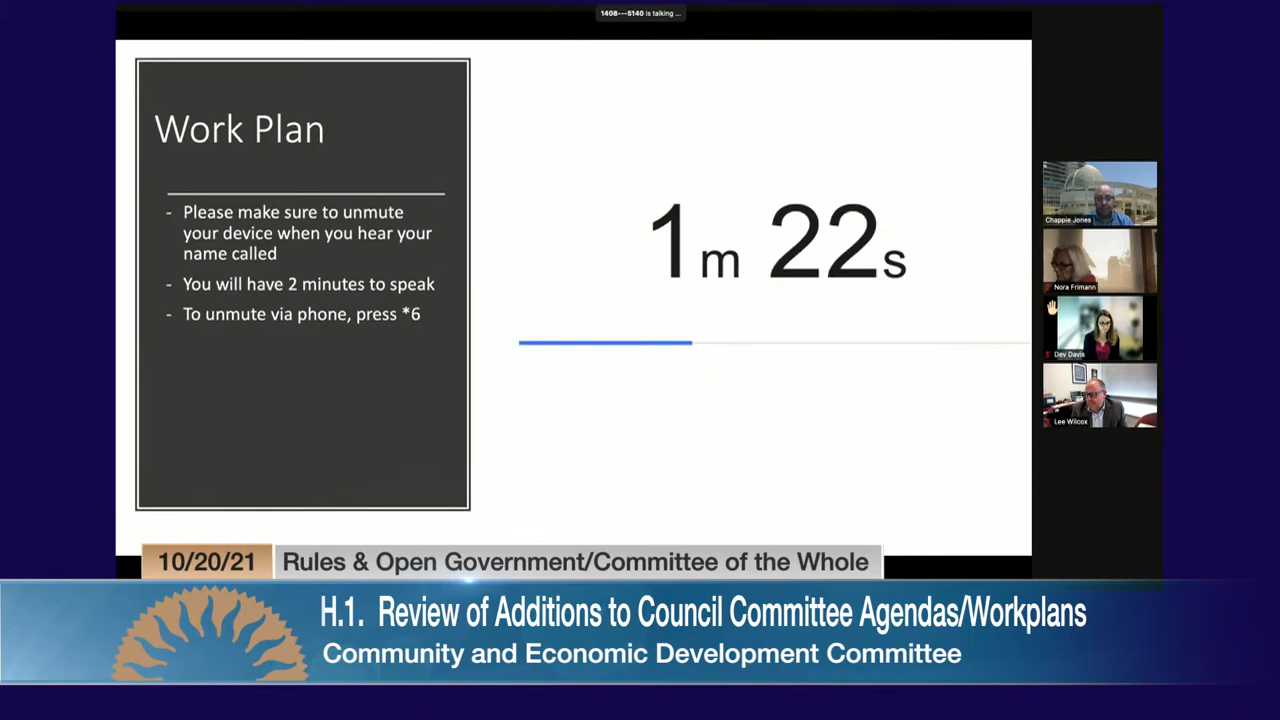 1408---5140 is talking ...
Work Plan
- Please make sure to unmute
your device when you hear your
name called
- You will have 2 minutes to speak
- To unmute via phone, press *6
1m 22s
Chappie Jones
Nora Frimann
Dev Davis
Lee Wilcox
10/20/21 Rules & Open Government/Committee of the Whole
H.1. Review of Additions to Council Committee Agendas/Workplans
Community and Economic Development Committee